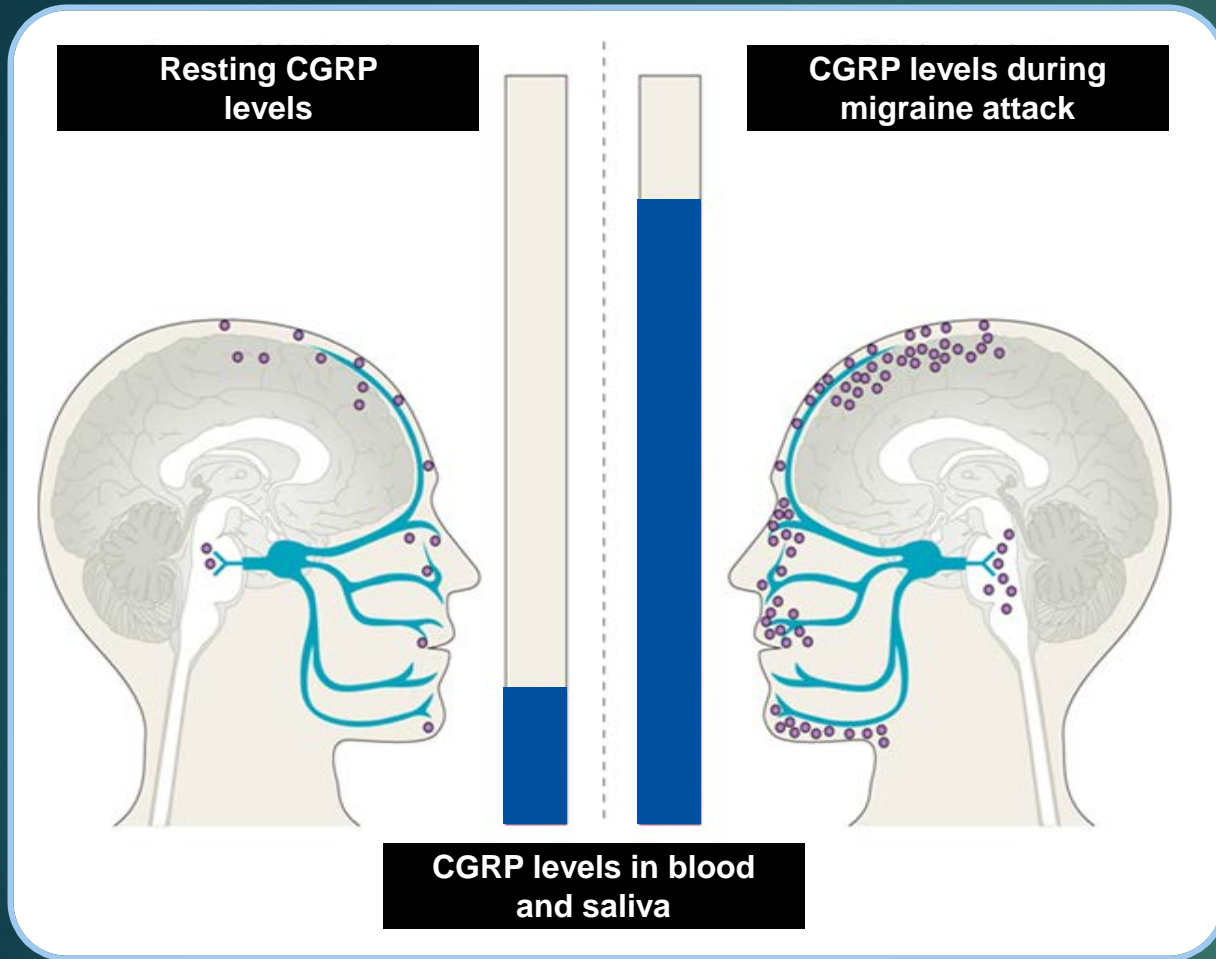 Resting CGRP
levels
CGRP levels during
migraine attack
CGRP levels in blood
and saliva